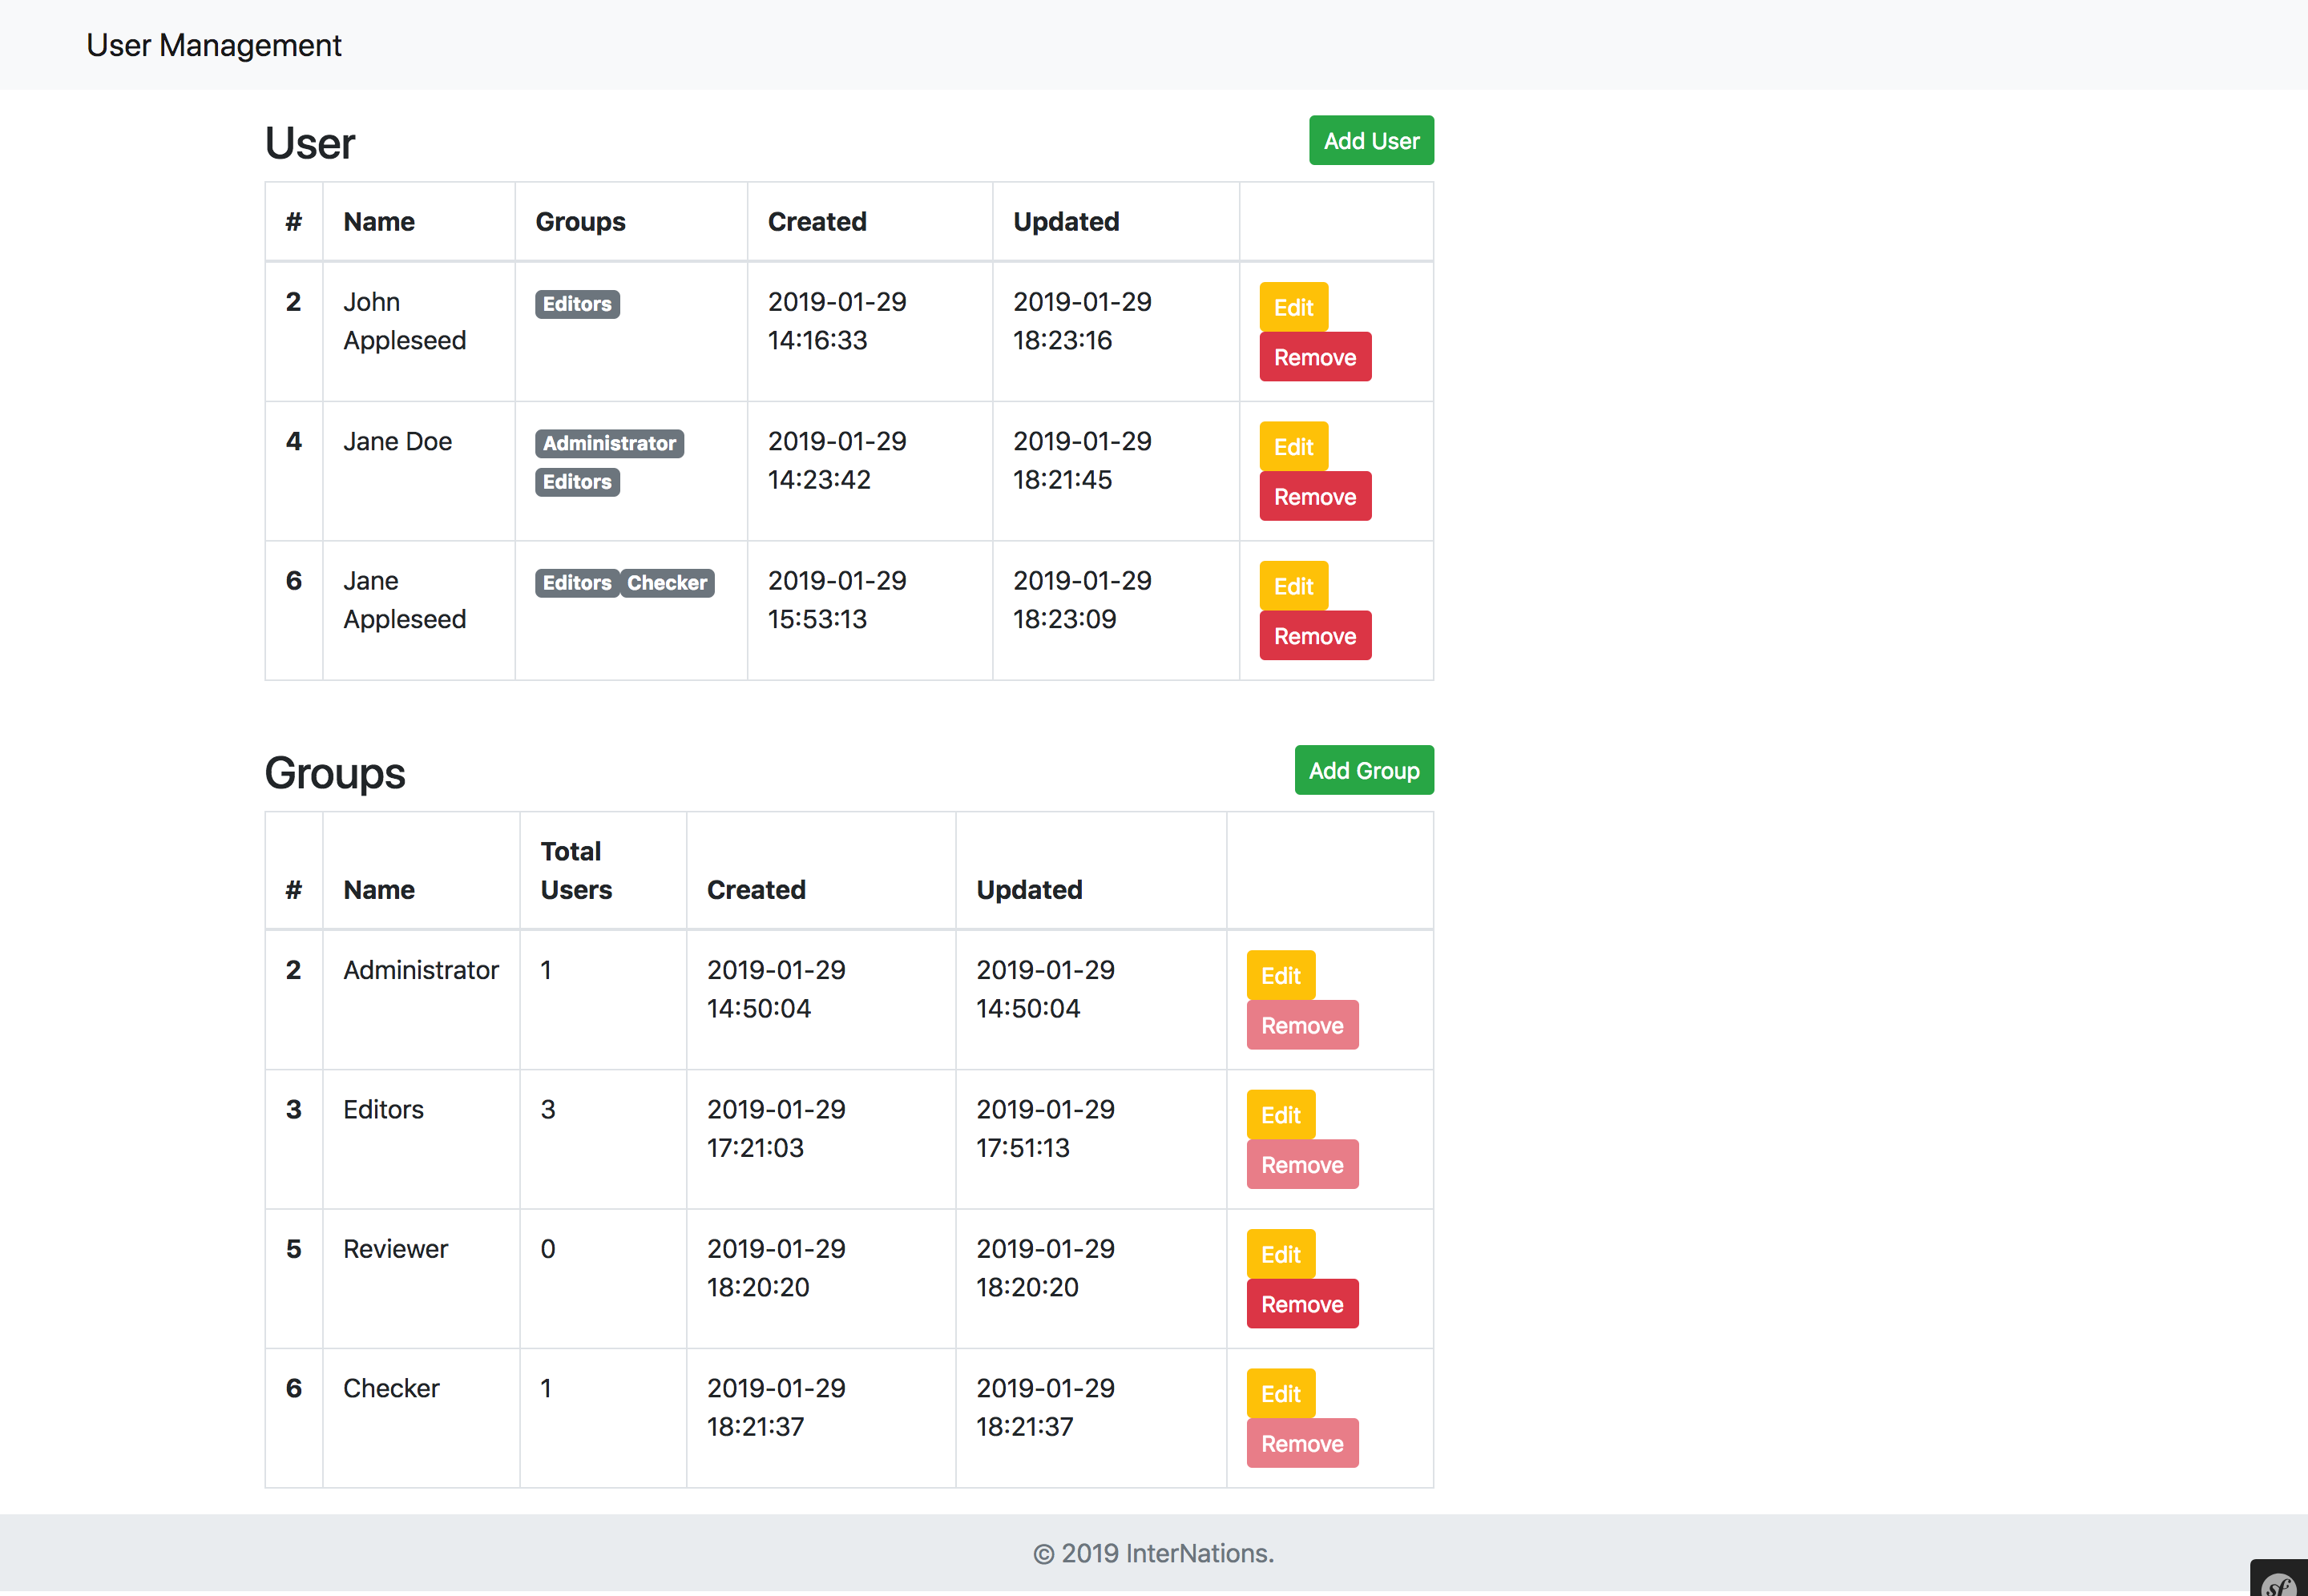 User Management
User
Add User
# Name Groups Created Updated
2 John Editors 2019-01-29 2019-01-29 Edit
Appleseed 14:16:33 18:23:16 Remove
4 Jane Doe Administrator 2019-01-29 2019-01-29 Edit
Editors 14:23:42 18:21:45 Remove
6 Jane Editors Checker 2019-01-29 2019-01-29 Edit
Appleseed 15:53:13 18:23:09 Remove
Groups
Add Group
Total
# Name Users Created Updated
2 Administrator 1 2019-01-29 2019-01-29 Edit
14:50:04 14:50:04 Remove
3 Editors 3 2019-01-29 2019-01-29 Edit
17:21:03 17:51:13 Remove
5 Reviewer 0 2019-01-29 2019-01-29 Edit
18:20:20 18:20:20 Remove
6 Checker 1 2019-01-29 2019-01-29 Edit
18:21:37 18:21:37 Remove
© 2019 InterNations.
sf